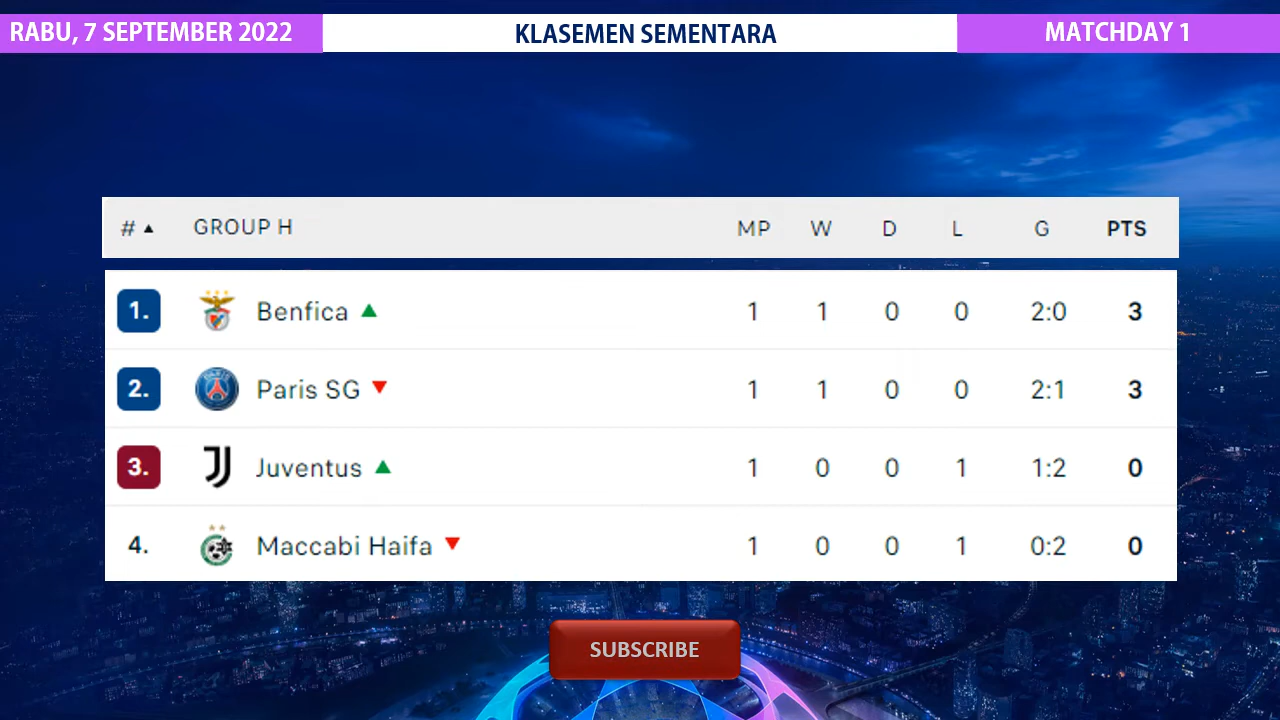 RABU, 7 SEPTEMBER 2022 KLASEMEN SEMENTARA MATCHDAY 1
# GROUP H MP W D L G PTS
1. Benfica 1 1 0 0 2:0 3
2. Paris SG 1 1 0 0 2:1 3
3. Juventus 1 0 0 1 1:2 0
4. Maccabi Haifa 1 0 0 1 0:2 0
SUBSCRIBE